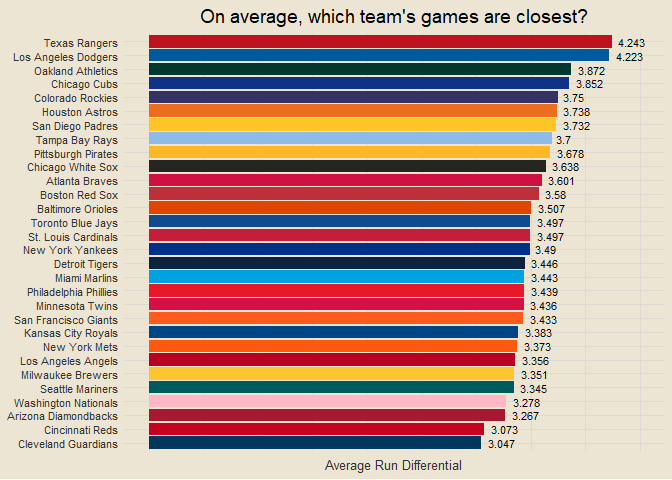 On average, which team's games are closest?
Texas Rangers 4.243
Los Angeles Dodgers 4.223
Oakland Athletics 3.872
Chicago Cubs 3.852
Colorado Rockies 3.75
Houston Astros 3.738
San Diego Padres 3.732
Tampa Bay Rays 3.7
Pittsburgh Pirates 3.678
Chicago White Sox 3.638
Atlanta Braves 3.601
Boston Red Sox 3.58
Baltimore Orioles 3.507
Toronto Blue Jays 3.497
St. Louis Cardinals 3.497
New York Yankees 3.49
Detroit Tigers 3.446
Miami Marlins 3.443
Philadelphia Phillies 3.439
Minnesota Twins 3.436
San Francisco Giants 3.433
Kansas City Royals 3.383
New York Mets 3.373
Los Angeles Angels 3.356
Milwaukee Brewers 3.351
Seattle Mariners 3.345
Washington Nationals 3.278
Arizona Diamondbacks 3.267
Cincinnati Reds 3.073
Cleveland Guardians 3.047
Average Run Differential